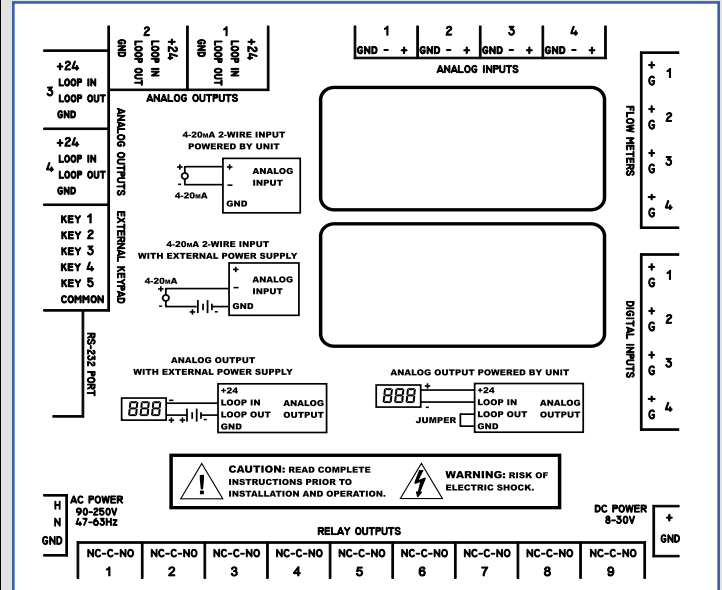 2 1
GND LOOP OUT LOOP IN +24
GND LOOP OUT LOOP IN +24
ANALOG OUTPUTS
1 2 3 4
GND - + GND - + GND - + GND - +
ANALOG INPUTS
3
+24
LOOP IN
LOOP OUT
GND
4
+24
LOOP IN
LOOP OUT
GND
ANALOG OUTPUTS
KEY 1
KEY 2
KEY 3
KEY 4
KEY 5
COMMON
EXTERNAL KEYPAD
RS-232 PORT
4-20MA 2-WIRE INPUT
POWERED BY UNIT
+
-
4-20MA
+
-
GND
ANALOG
INPUT
4-20MA 2-WIRE INPUT
WITH EXTERNAL POWER SUPPLY
4-20MA
+
-
+ -
+
-
GND
ANALOG
INPUT
ANALOG OUTPUT
WITH EXTERNAL POWER SUPPLY
888
-
+ + -
+24
LOOP IN
LOOP OUT
GND
ANALOG
OUTPUT
ANALOG OUTPUT POWERED BY UNIT
888
+
-
JUMPER
+24
LOOP IN
LOOP OUT
GND
ANALOG
OUTPUT
FLOW METERS
+
G 1
+
G 2
+
G 3
+
G 4
DIGITAL INPUTS
+
G 1
+
G 2
+
G 3
+
G 4
!
CAUTION: READ COMPLETE
INSTRUCTIONS PRIOR TO
INSTALLATION AND OPERATION.
WARNING: RISK OF
ELECTRIC SHOCK.
H
N
GND
AC POWER
90-250V
47-63Hz
DC POWER
8-30V
+
GND
RELAY OUTPUTS
NC-C-NO NC-C-NO NC-C-NO NC-C-NO NC-C-NO NC-C-NO NC-C-NO NC-C-NO NC-C-NO
1 2 3 4 5 6 7 8 9